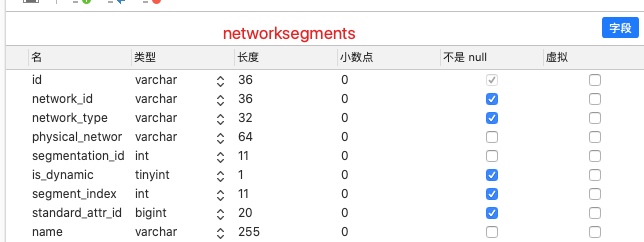 networksegments
字段
名 类型 长度 小数点 不是 null 虚拟
id varchar 36 0
network_id varchar 36 0
network_type varchar 32 0
physical_networ varchar 64 0
segmentation_id int 11 0
is_dynamic tinyint 1 0
segment_index int 11 0
standard_attr_id bigint 20 0
name varchar 255 0